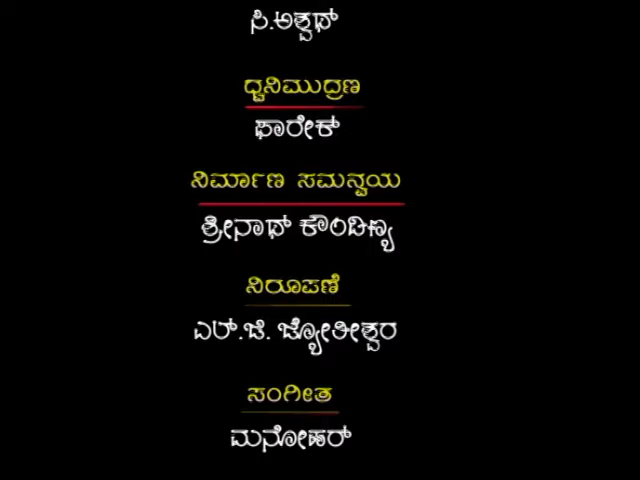 ಸಿ.ಅಶ್ವಥ್
ಧ್ವನಿಮುದ್ರಣ
ಫಾರೇಕ್
ನಿರ್ಮಾಣ ಸಮನ್ವಯ
ಶ್ರೀನಾಥ್ ಕೌಂಡಿಣ್ಯ
ನಿರೂಪಣೆ
ಎಲ್.ಜೆ. ಜ್ಯೋತೀಶ್ವರ
ಸಂಗೀತ
ಮನೋಹರ್